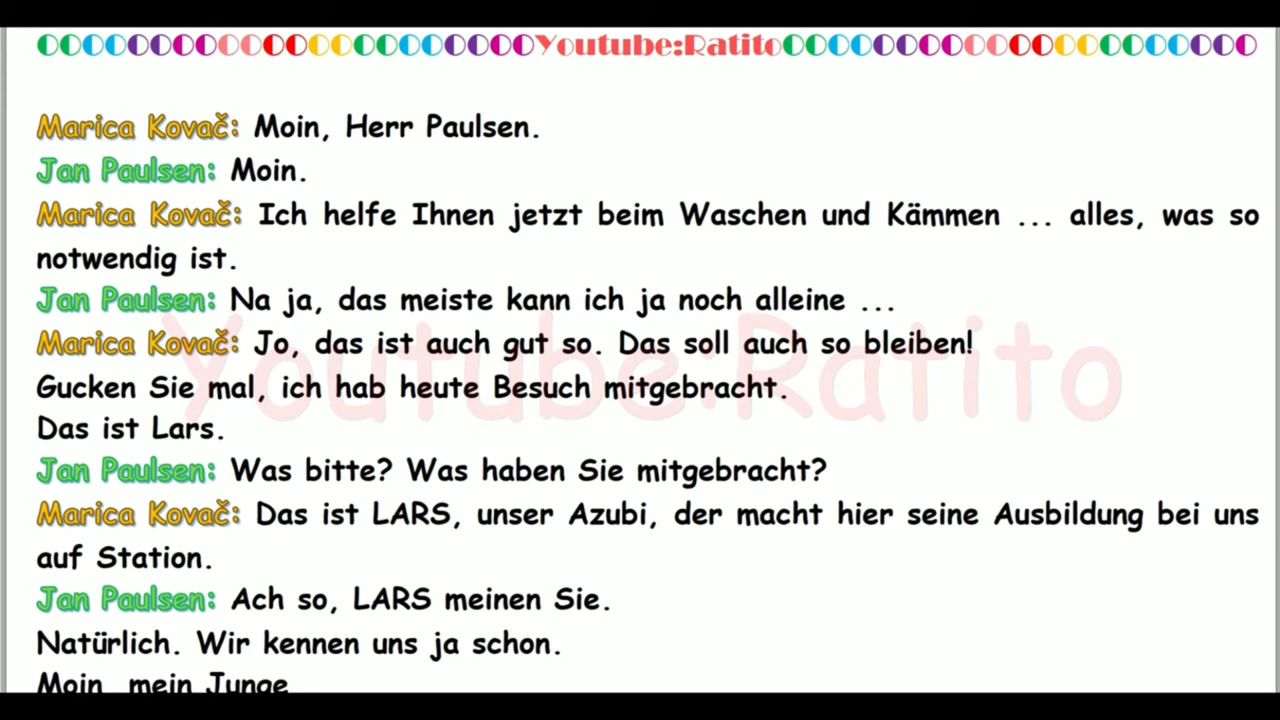 Youtube:Ratito
Marica Kovač: Moin, Herr Paulsen.
Jan Paulsen: Moin.
Marica Kovač: Ich helfe Ihnen jetzt beim Waschen und Kämmen ... alles, was so
notwendig ist.
Jan Paulsen: Na ja, das meiste kann ich ja noch alleine ...
Marica Kovač: Jo, das ist auch gut so. Das soll auch so bleiben!
Youtube:Ratito
Gucken Sie mal, ich hab heute Besuch mitgebracht.
Das ist Lars.
Jan Paulsen: Was bitte? Was haben Sie mitgebracht?
Marica Kovač: Das ist LARS, unser Azubi, der macht hier seine Ausbildung bei uns
auf Station.
Jan Paulsen: Ach so, LARS meinen Sie.
Natürlich. Wir kennen uns ja schon.
Moin mein Junge